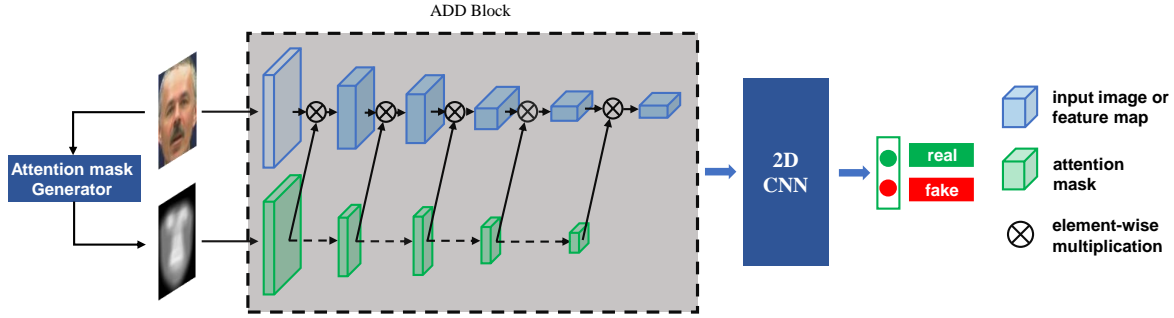 ADD Block
Attention mask
Generator
2D
CNN
real
fake
input image or
feature map
attention
mask
element-wise
multiplication